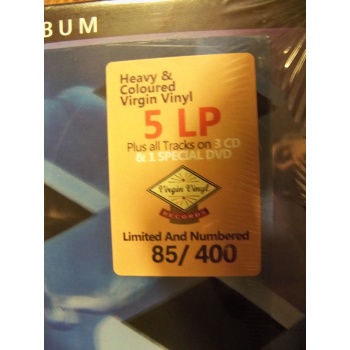 BUM
Heavy &
Coloured
Virgin Vinyl
5 LP
Plus all Tracks on 3 CD
& 1 SPECIAL DVD
Virgin Vinyl
RECORDS
Limited And Numbered
85/ 400